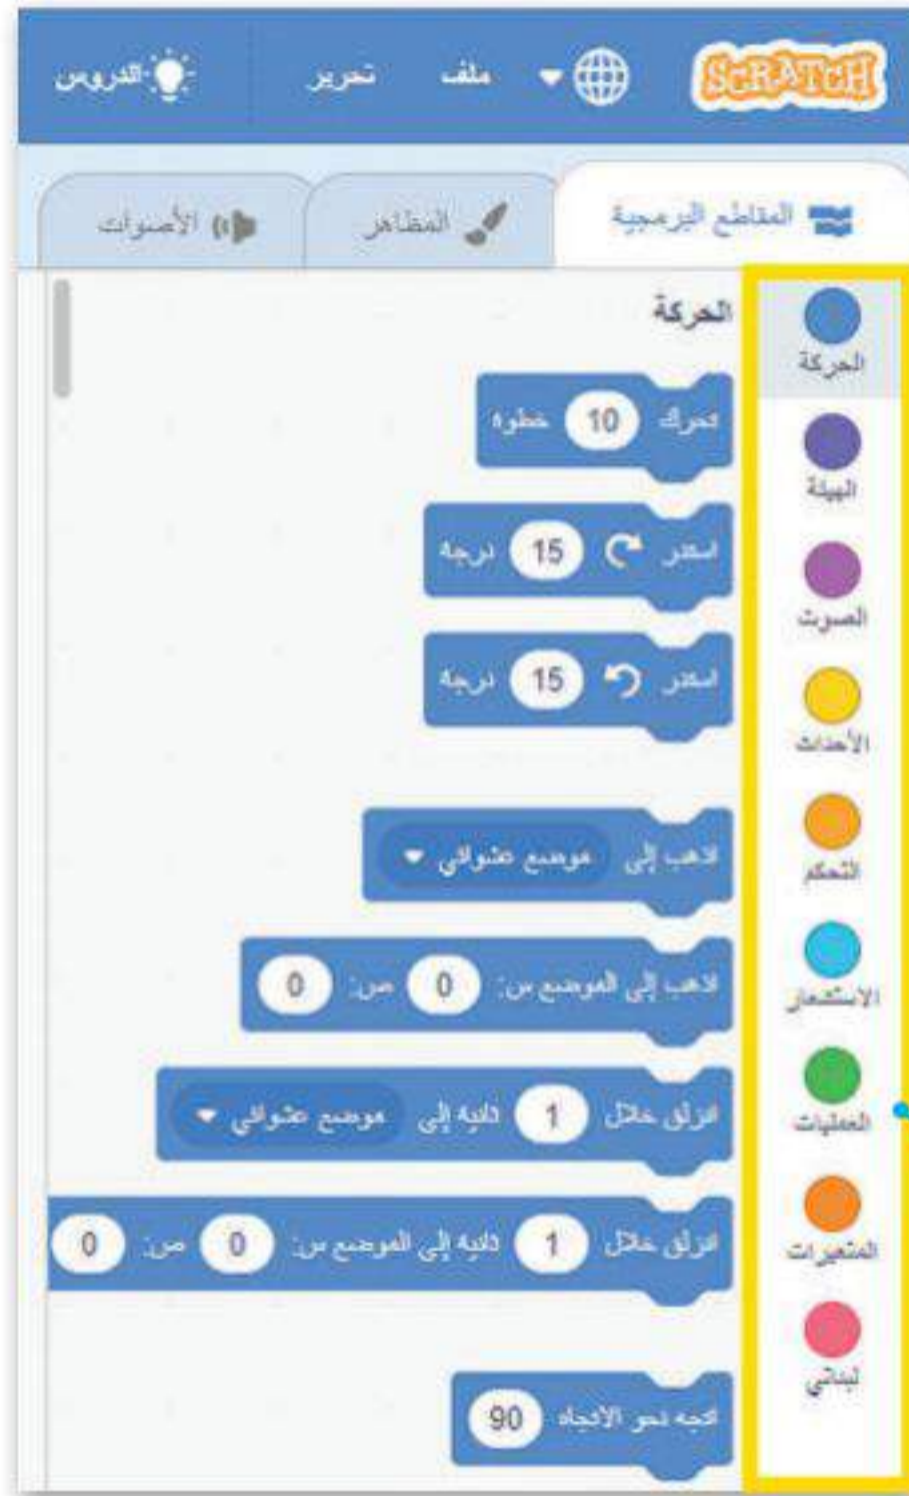 SCRATCH ملف تحرير الدروس
المقاطع البرمجية المظاهر الأصوات
الحركة
الهيئة
الصوت
الأحداث
التحكم
الاستشعار
العمليات
المتغيرات
لبناتي
الحركة
تحرك 10 خطوة
استدر 15 درجة
استدر 15 درجة
اذهب إلى موضع عشوائي
اذهب إلى الموضع س: 0 ص: 0
انزلق خلال 1 ثانية إلى موضع عشوائي
انزلق خلال 1 ثانية إلى الموضع س: 0 ص: 0
اتجه نحو الاتجاه 90